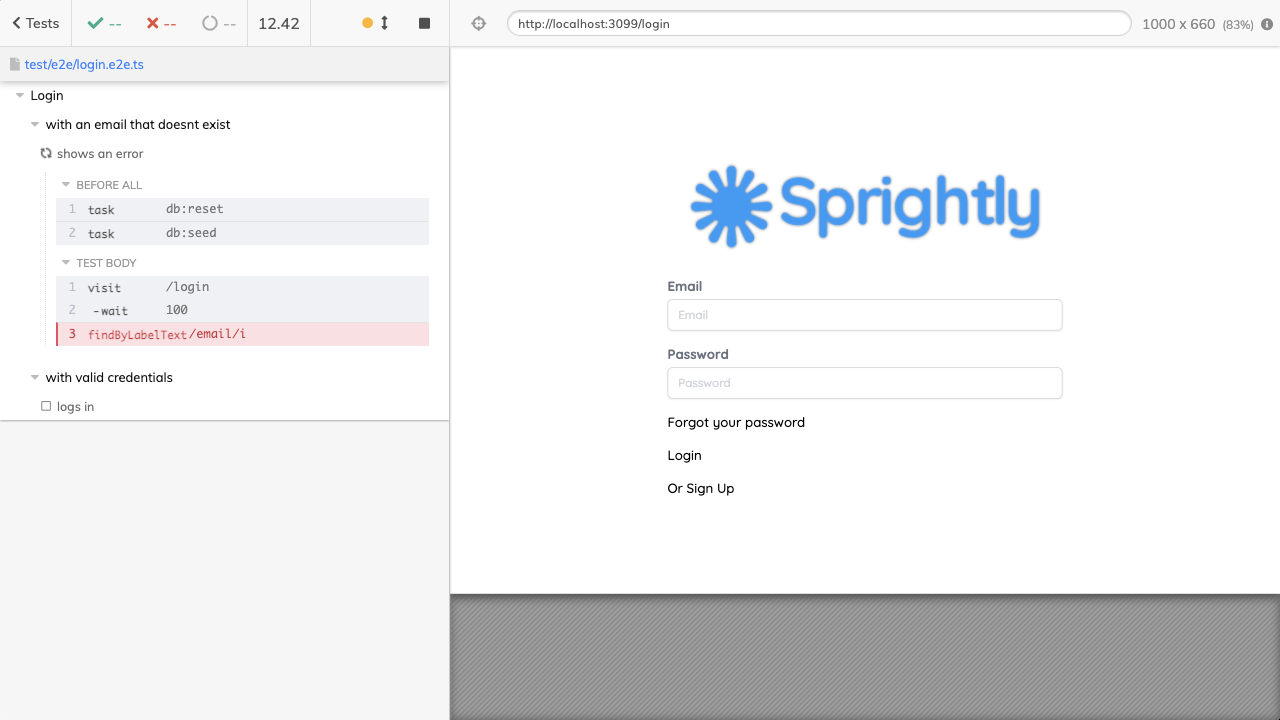 Tests -- -- -- 12.42
http://localhost:3099/login 1000 x 660 (83%)
test/e2e/login.e2e.ts
Login
with an email that doesnt exist
shows an error
BEFORE ALL
1 task db:reset
2 task db:seed
TEST BODY
1 visit /login
2 -wait 100
3 findByLabelText /email/i
with valid credentials
logs in
Sprightly
Email
Email
Password
Password
Forgot your password
Login
Or Sign Up